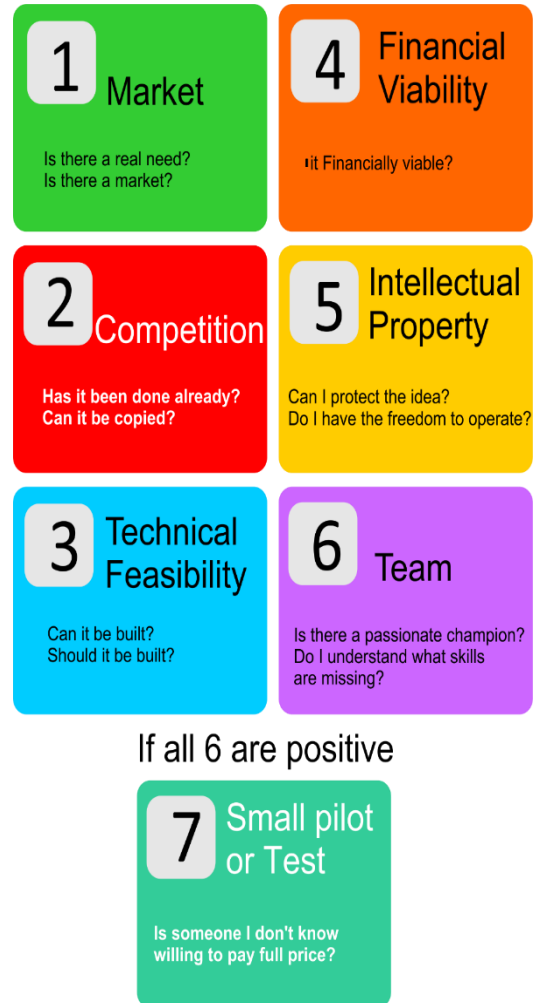 1
Market
Is there a real need?
Is there a market?
2
Competition
Has it been done already?
Can it be copied?
3
Technical
Feasibility
Can it be built?
Should it be built?
4
Financial
Viability
it Financially viable?
5
Intellectual
Property
Can I protect the idea?
Do I have the freedom to operate?
6
Team
Is there a passionate champion?
Do I understand what skills
are missing?
If all 6 are positive
7
Small pilot
or Test
Is someone I don't know
willing to pay full price?